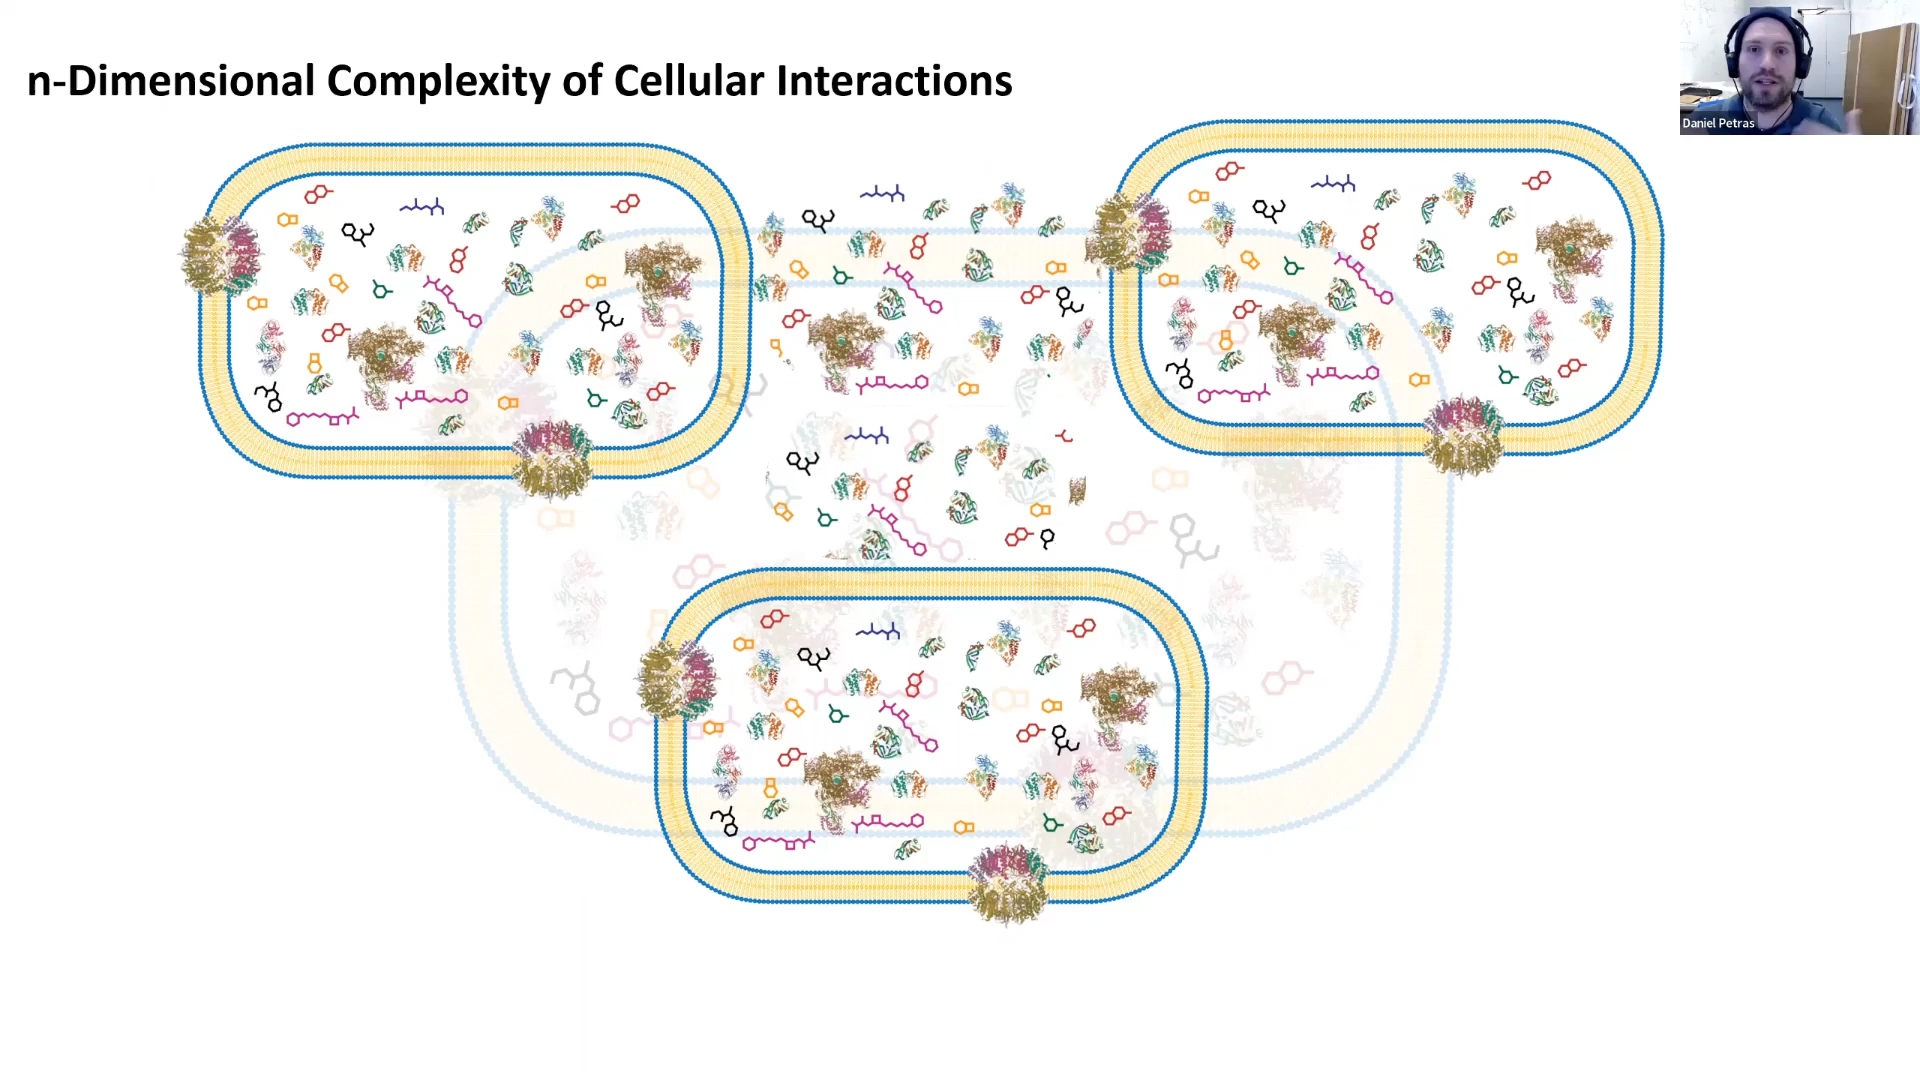 n-Dimensional Complexity of Cellular Interactions
Daniel Petras